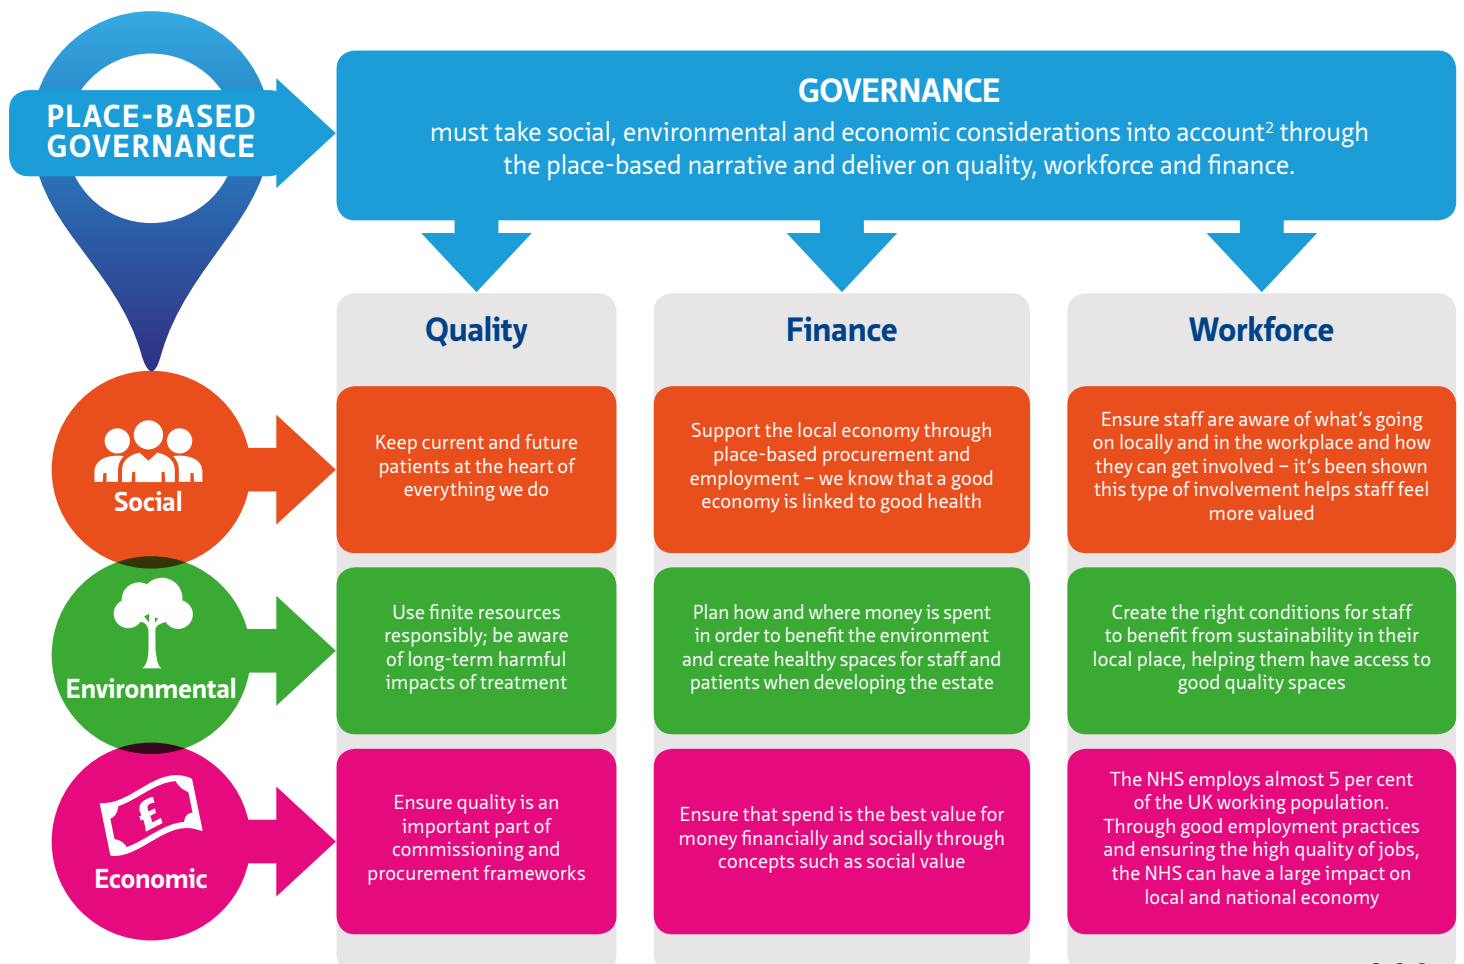 PLACE-BASED
GOVERNANCE
GOVERNANCE
must take social, environmental and economic considerations into account² through
the place-based narrative and deliver on quality, workforce and finance.
Quality
Finance
Workforce
Social
Keep current and future
patients at the heart of
everything we do
Support the local economy through
place-based procurement and
employment – we know that a good
economy is linked to good health
Ensure staff are aware of what's going
on locally and in the workplace and how
they can get involved – it's been shown
this type of involvement helps staff feel
more valued
Environmental
Use finite resources
responsibly; be aware
of long-term harmful
impacts of treatment
Plan how and where money is spent
in order to benefit the environment
and create healthy spaces for staff and
patients when developing the estate
Create the right conditions for staff
to benefit from sustainability in their
local place, helping them have access to
good quality spaces
£
Economic
Ensure quality is an
important part of
commissioning and
procurement frameworks
Ensure that spend is the best value for
money financially and socially through
concepts such as social value
The NHS employs almost 5 per cent
of the UK working population.
Through good employment practices
and ensuring the high quality of jobs,
the NHS can have a large impact on
local and national economy